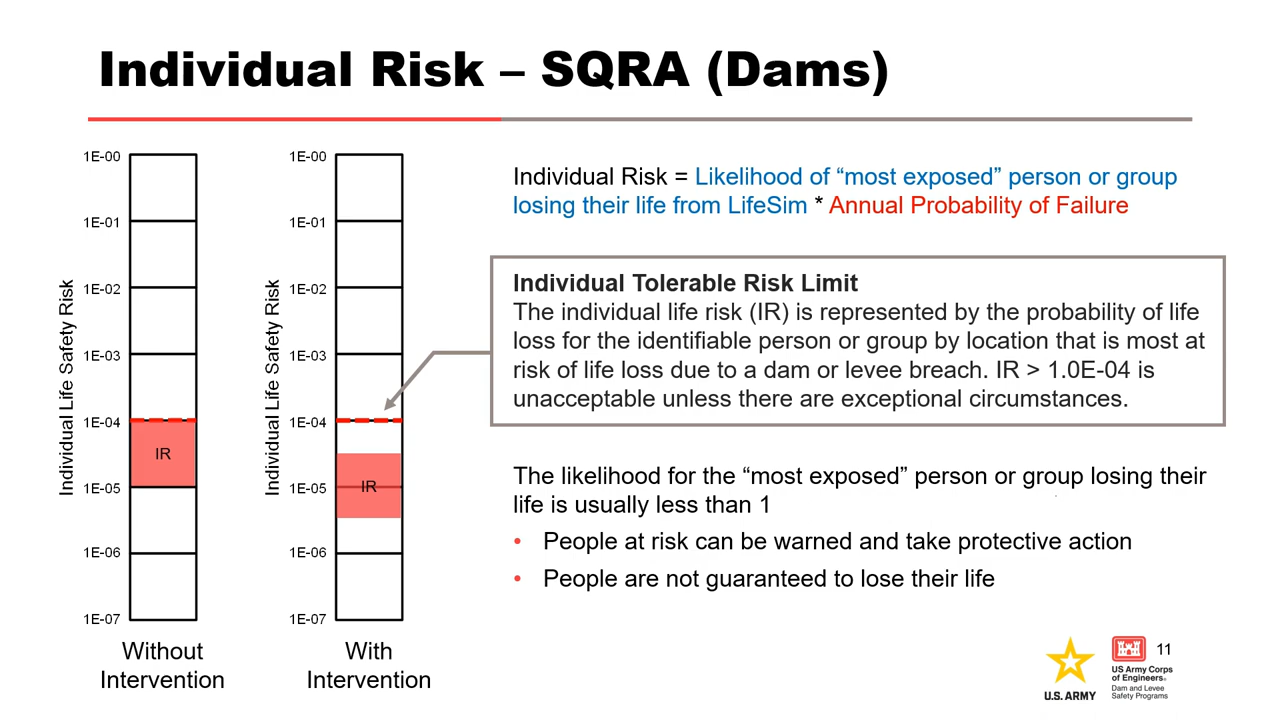 Individual Risk – SQRA (Dams)
1E-00
1E-01
1E-02
1E-03
1E-04
1E-05
1E-06
1E-07
Individual Life Safety Risk
IR
Without
Intervention
1E-00
1E-01
1E-02
1E-03
1E-04
1E-05
1E-06
1E-07
Individual Life Safety Risk
IR
With
Intervention
Individual Risk = Likelihood of “most exposed” person or group
losing their life from LifeSim * Annual Probability of Failure
Individual Tolerable Risk Limit
The individual life risk (IR) is represented by the probability of life
loss for the identifiable person or group by location that is most at
risk of life loss due to a dam or levee breach. IR > 1.0E-04 is
unacceptable unless there are exceptional circumstances.
The likelihood for the “most exposed” person or group losing their
life is usually less than 1
• People at risk can be warned and take protective action
• People are not guaranteed to lose their life
U.S. ARMY
US Army Corps
of Engineers®
Dam and Levee
Safety Programs
11